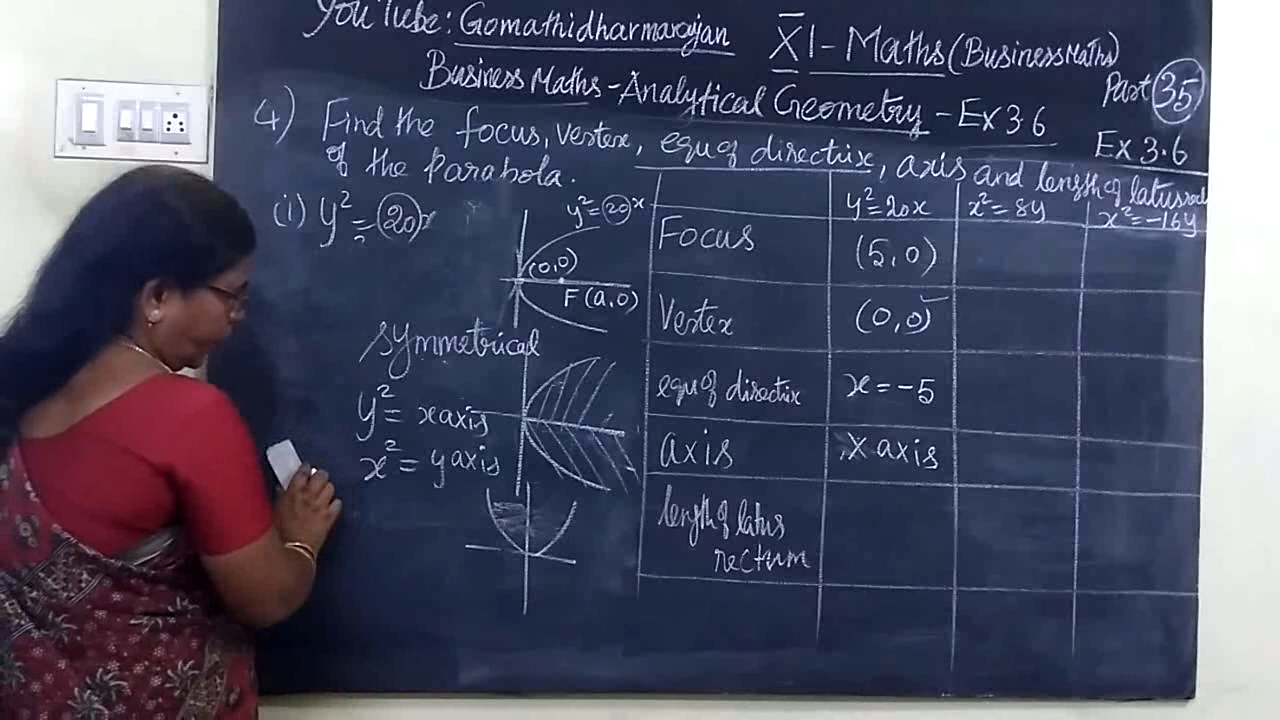 YouTube: Gomathidharmarajan XI-Maths (Business Maths)
Business Maths - Analytical Geometry - Ex 3.6
Part 35
Ex 3.6
4) Find the focus, vertex, equ of directrix, axis and length of latus rectum
of the parabola.
(i) y² = 20x
y² = 20x
(0,0)
F(a,0)
symmetrical
y² = x axis
x² = y axis
y²=20x x²=8y x²=-16y
Focus (5,0)
Vertex (0,0)
equ of directrix x = -5
axis X axis
length of latus
rectum